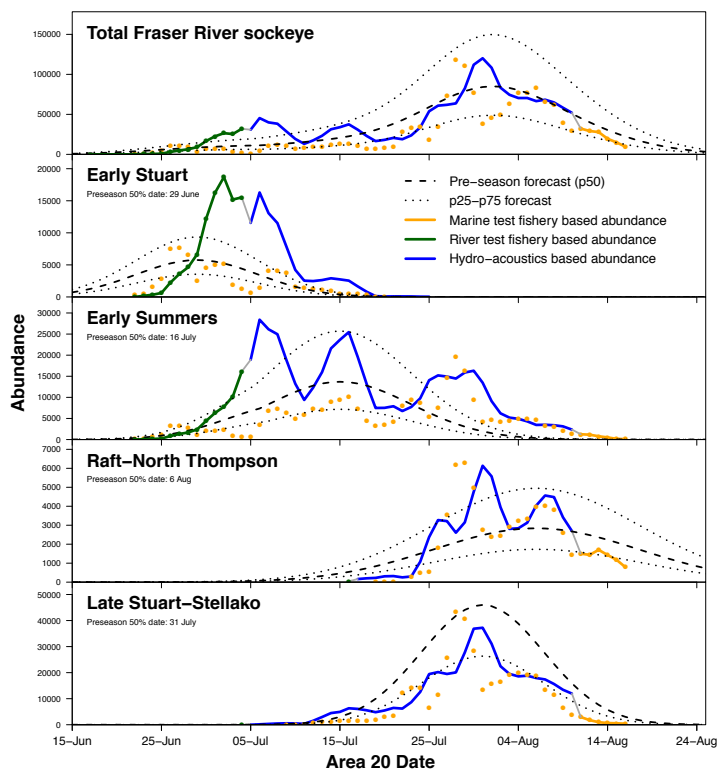 Total Fraser River sockeye
150000
100000
50000
0
Early Stuart
Preseason 50% date: 29 June
20000
15000
10000
5000
0
Pre−season forecast (p50)
p25−p75 forecast
Marine test fishery based abundance
River test fishery based abundance
Hydro−acoustics based abundance
Abundance
Early Summers
Preseason 50% date: 16 July
30000
25000
20000
15000
10000
5000
0
Raft−North Thompson
Preseason 50% date: 6 Aug
7000
6000
5000
4000
3000
2000
1000
0
Late Stuart−Stellako
Preseason 50% date: 31 July
50000
40000
30000
20000
10000
0
15−Jun 25−Jun 05−Jul 15−Jul 25−Jul 04−Aug 14−Aug 24−Aug
Area 20 Date